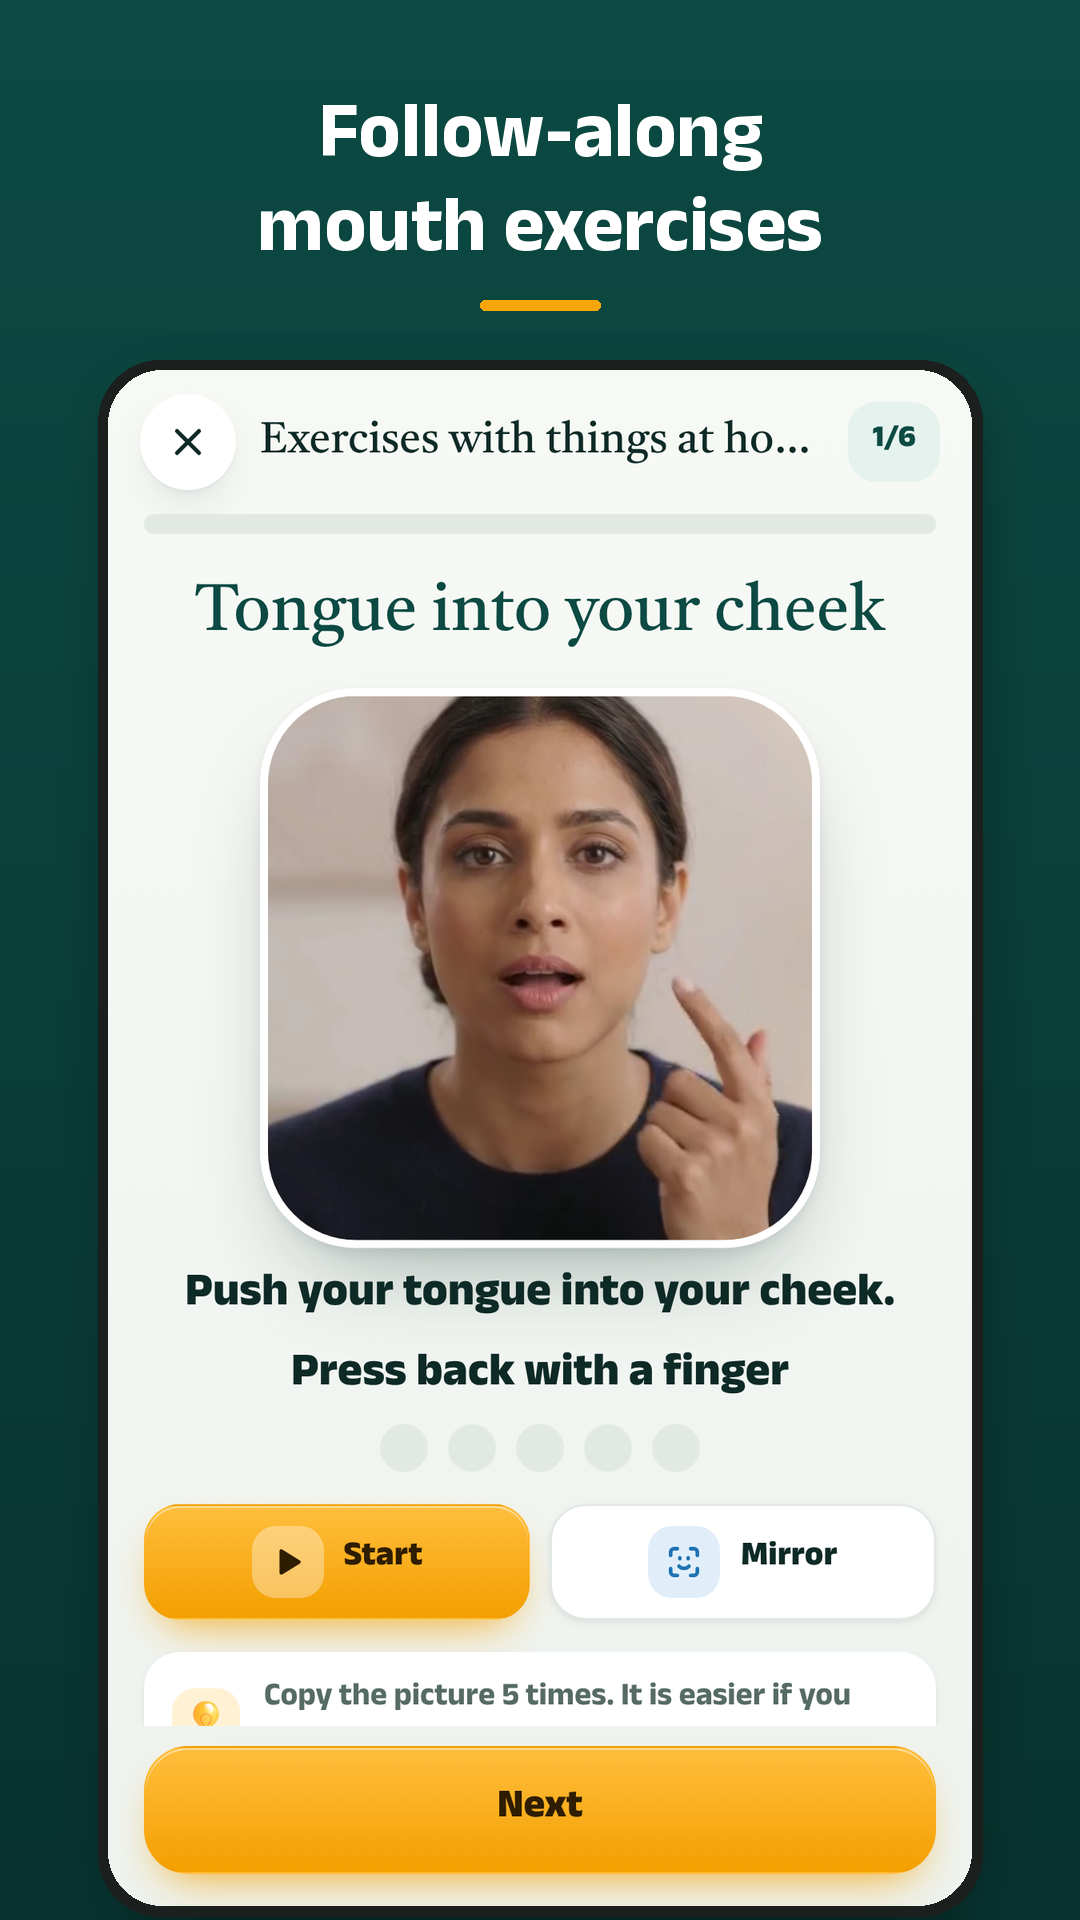 Follow-along
mouth exercises
Exercises with things at ho...
1/6
Tongue into your cheek
Push your tongue into your cheek.
Press back with a finger
Start
Mirror
Copy the picture 5 times. It is easier if you
Next